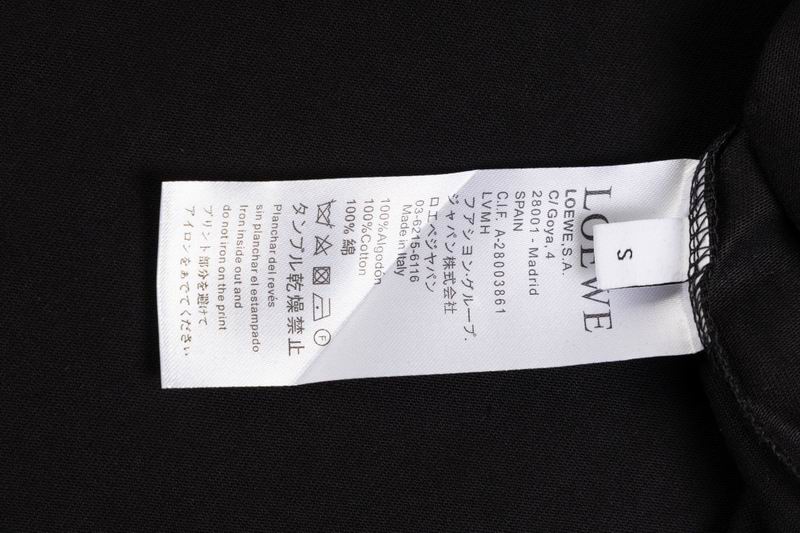 LOEWE
S
LOEWE,S.A.
C/ Goya, 4
28001 - Madrid
SPAIN
C.I.F. A-28003861
LVMH
フアシヨングループ.
ジャパン株式会社
ロエベジャパン
03-6215-6116
Made in Italy
100%Algodón
100%Cotton
100% 綿
F
タンブル乾燥禁止
Planchar del revés
sin planchar el estampado
Iron inside out and
do not iron on the print
プリント部分を避けて
アイロンをぁててください